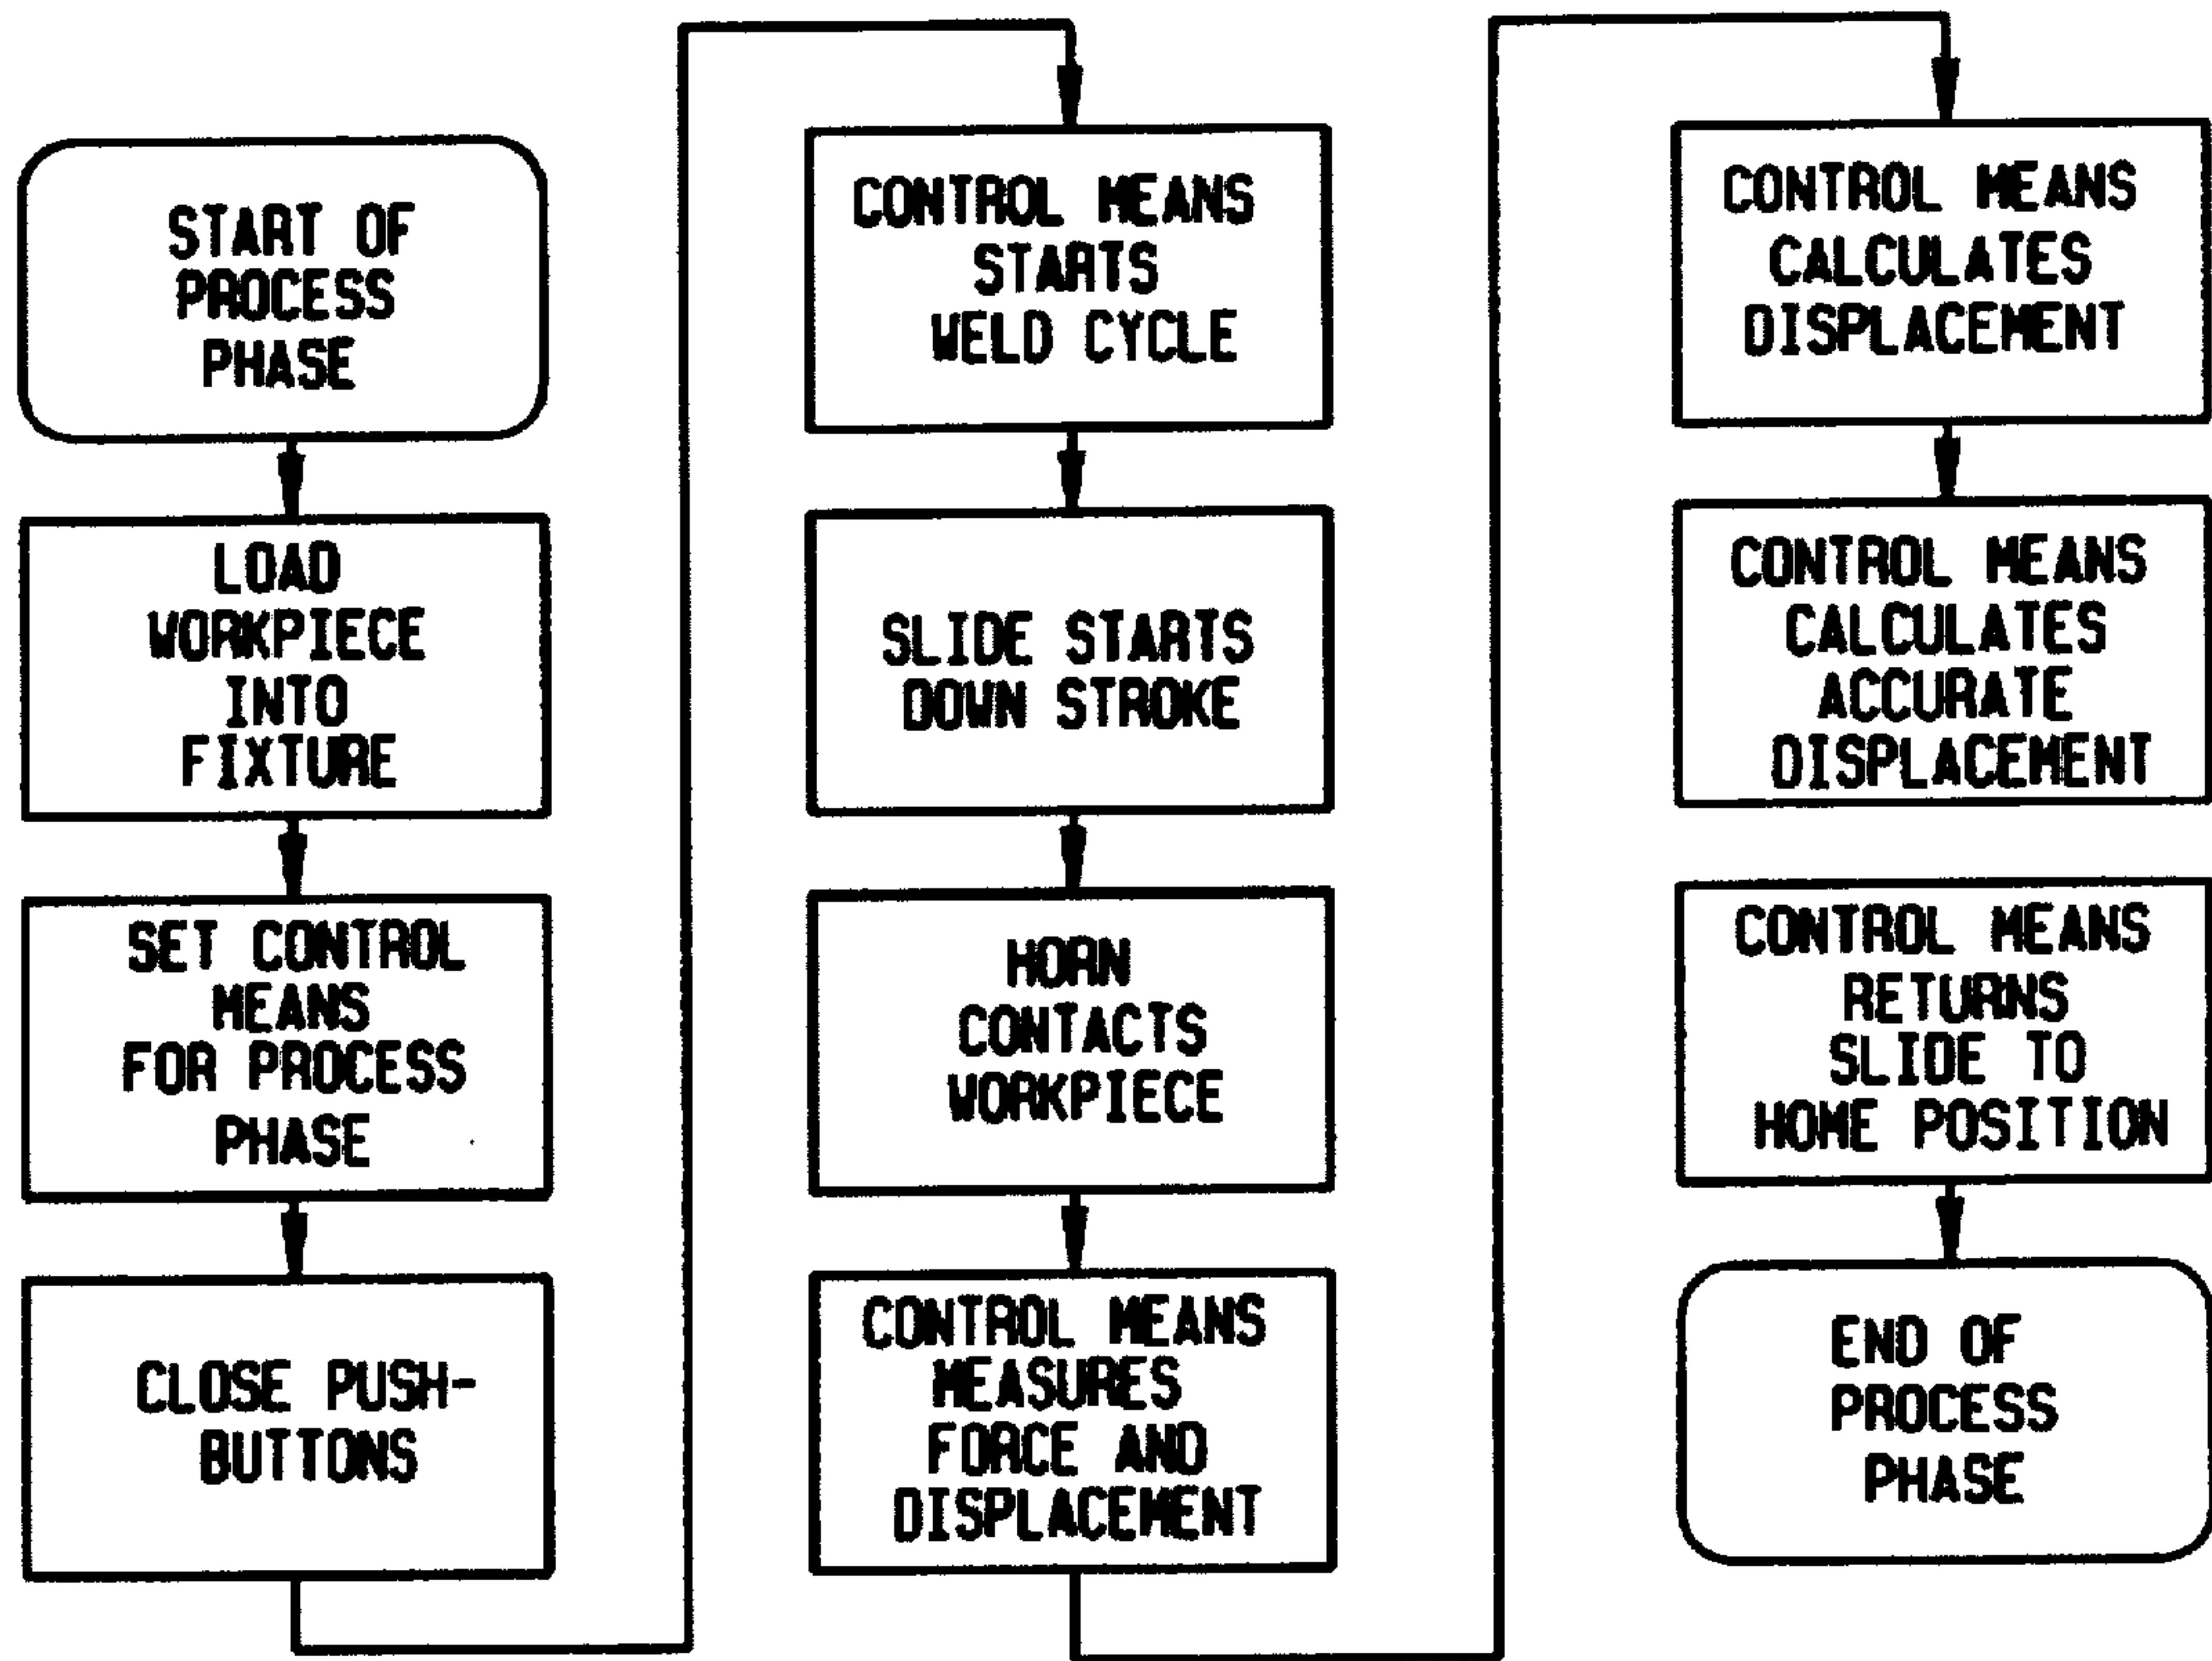 START OF
PROCESS
PHASE
LOAD
WORKPIECE
INTO
FIXTURE
SET CONTROL
MEANS
FOR PROCESS
PHASE
CLOSE PUSH-
BUTTONS
CONTROL MEANS
STARTS
WELD CYCLE
SLIDE STARTS
DOWN STROKE
HORN
CONTACTS
WORKPIECE
CONTROL MEANS
MEASURES
FORCE AND
DISPLACEMENT
CONTROL MEANS
CALCULATES
DISPLACEMENT
CONTROL MEANS
CALCULATES
ACCURATE
DISPLACEMENT
CONTROL MEANS
RETURNS
SLIDE TO
HOME POSITION
END OF
PROCESS
PHASE